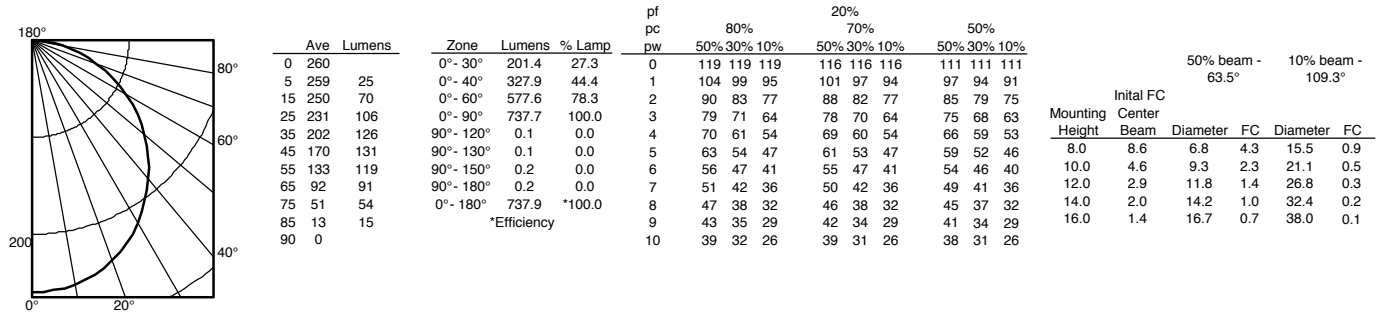 180°
80°
60°
200
40°
0° 20°
Ave Lumens
0 260
5 259 25
15 250 70
25 231 106
35 202 126
45 170 131
55 133 119
65 92 91
75 51 54
85 13 15
90 0
Zone Lumens % Lamp
0°- 30° 201.4 27.3
0°- 40° 327.9 44.4
0°- 60° 577.6 78.3
0°- 90° 737.7 100.0
90°- 120° 0.1 0.0
90°- 130° 0.1 0.0
90°- 150° 0.2 0.0
90°- 180° 0.2 0.0
0°- 180° 737.9 *100.0
*Efficiency
pf 20%
pc 80% 70% 50%
pw 50% 30% 10% 50% 30% 10% 50% 30% 10%
0 119 119 119 116 116 116 111 111 111
1 104 99 95 101 97 94 97 94 91
2 90 83 77 88 82 77 85 79 75
3 79 71 64 78 70 64 75 68 63
4 70 61 54 69 60 54 66 59 53
5 63 54 47 61 53 47 59 52 46
6 56 47 41 55 47 41 54 46 40
7 51 42 36 50 42 36 49 41 36
8 47 38 32 46 38 32 45 37 32
9 43 35 29 42 34 29 41 34 29
10 39 32 26 39 31 26 38 31 26
50% beam - 10% beam -
63.5° 109.3°
Inital FC
Mounting Center
Height Beam Diameter FC Diameter FC
8.0 8.6 6.8 4.3 15.5 0.9
10.0 4.6 9.3 2.3 21.1 0.5
12.0 2.9 11.8 1.4 26.8 0.3
14.0 2.0 14.2 1.0 32.4 0.2
16.0 1.4 16.7 0.7 38.0 0.1